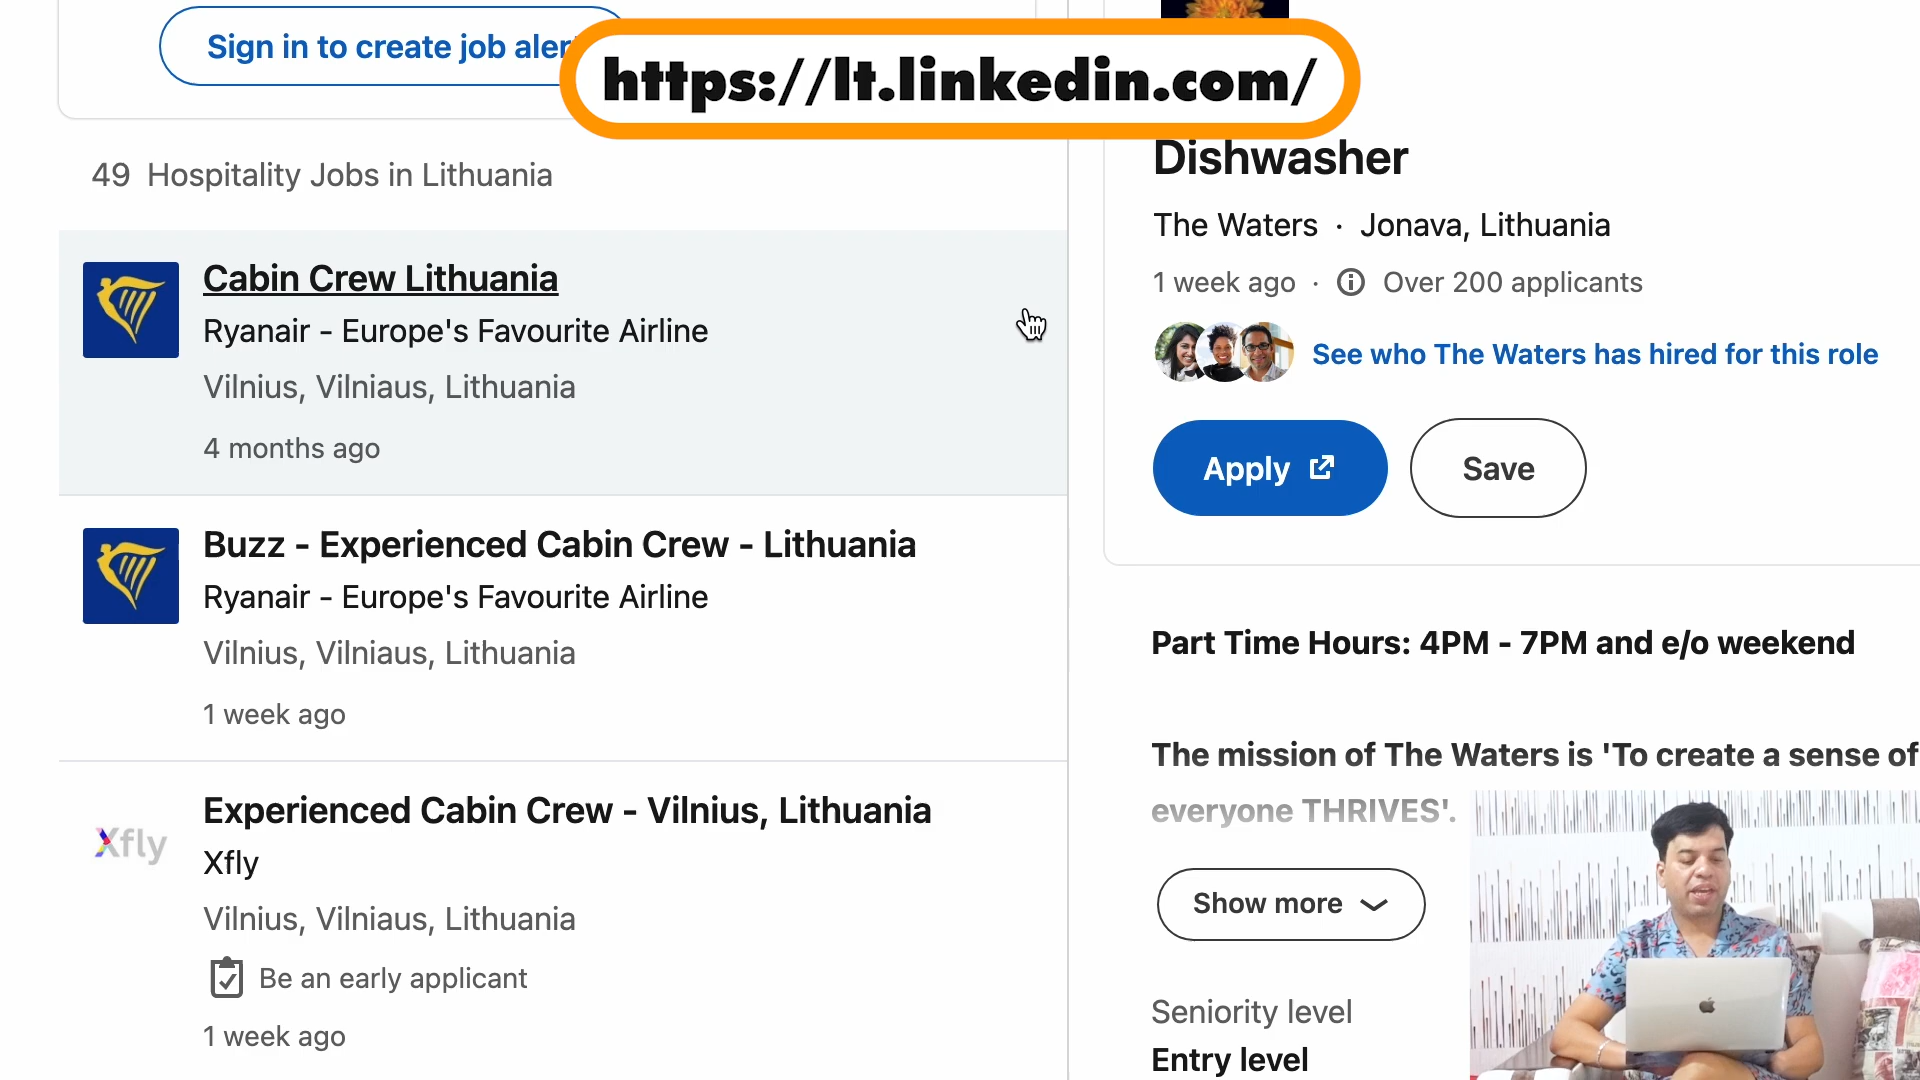 Sign in to create job aler
https://lt.linkedin.com/
49 Hospitality Jobs in Lithuania
Cabin Crew Lithuania
Ryanair - Europe's Favourite Airline
Vilnius, Vilniaus, Lithuania
4 months ago
Buzz - Experienced Cabin Crew - Lithuania
Ryanair - Europe's Favourite Airline
Vilnius, Vilniaus, Lithuania
1 week ago
Xfly
Experienced Cabin Crew - Vilnius, Lithuania
Xfly
Vilnius, Vilniaus, Lithuania
Be an early applicant
1 week ago
Dishwasher
The Waters · Jonava, Lithuania
1 week ago · Over 200 applicants
See who The Waters has hired for this role
Apply
Save
Part Time Hours: 4PM - 7PM and e/o weekend
The mission of The Waters is 'To create a sense of
everyone THRIVES'.
Show more
Seniority level
Entry level